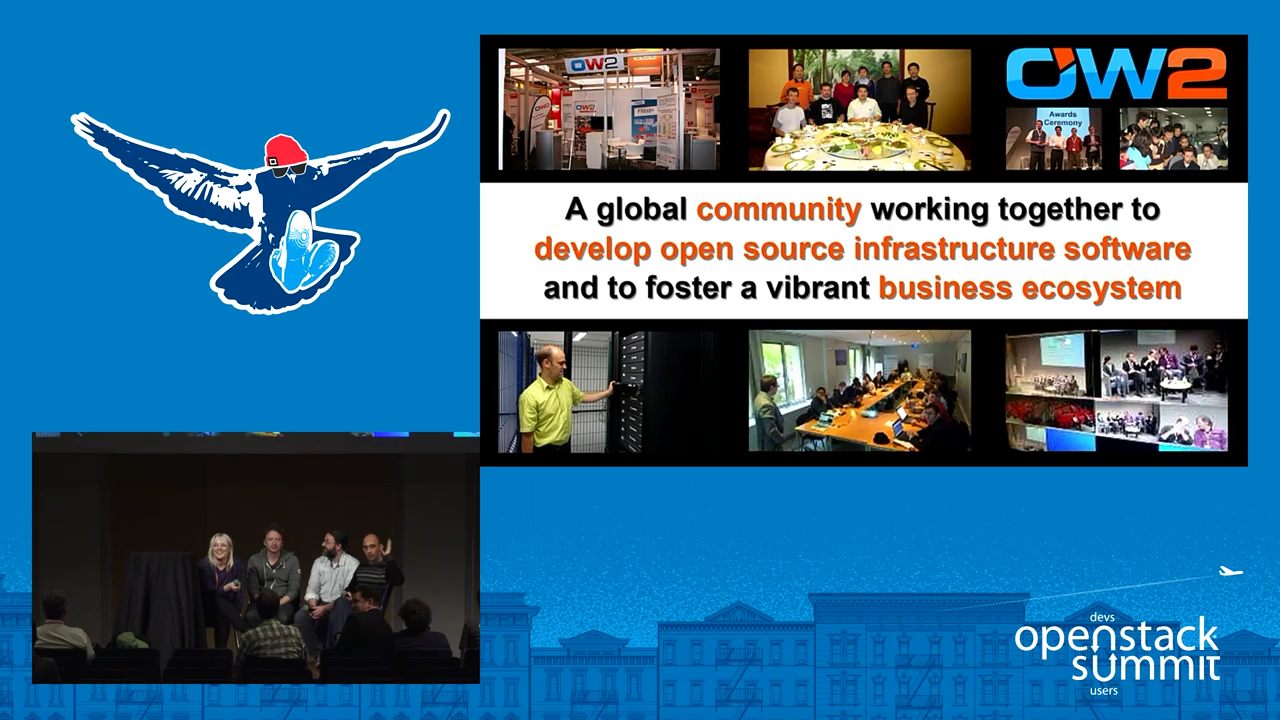 OW2
OW2
OW2
Awards
Ceremony
A global community working together to
develop open source infrastructure software
and to foster a vibrant business ecosystem
devs
openstack
summit
users